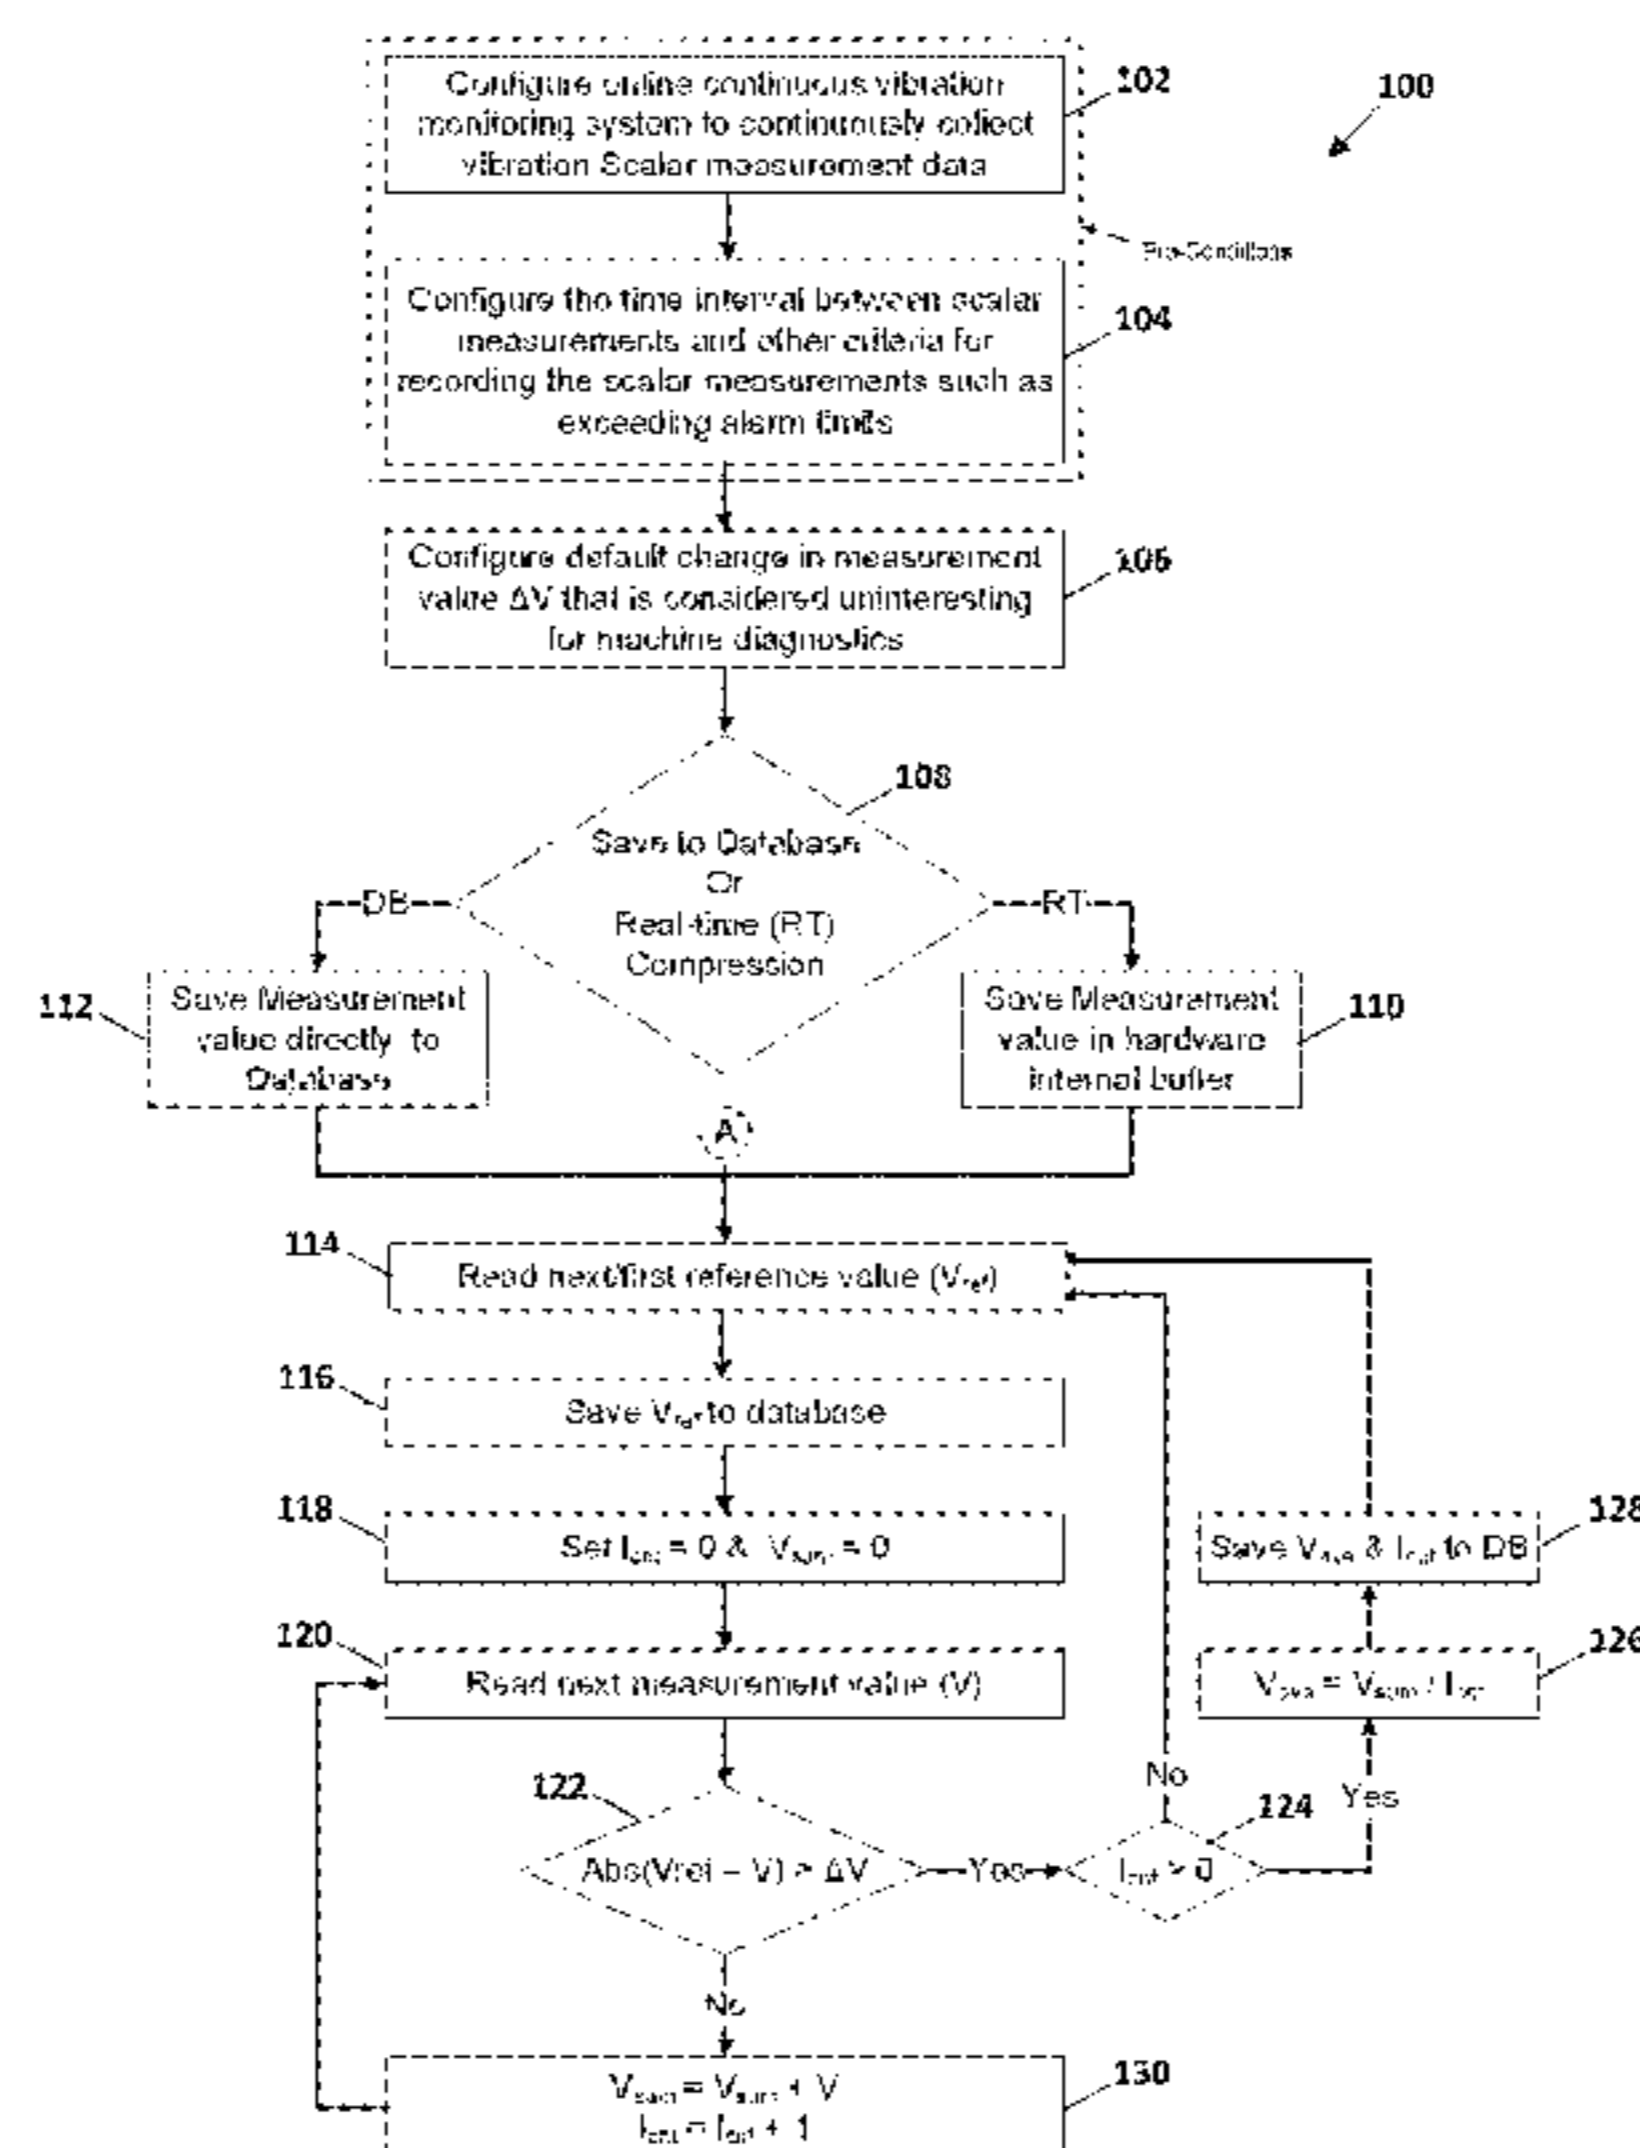 Configure online continuous vibration
monitoring system to continuously collect
vibration Scalar measurement data
102
100
Pre-Conditions
Configure the time interval between scalar
measurements and other criteria for
recording the scalar measurements such as
exceeding alarm limits
104
Configure default change in measurement
value ΔV that is considered uninteresting
for machine diagnostics
106
108
Save to Database
Or
Real-time (RT)
Compression
DB
RT
112
Save Measurement
value directly to
Database
Save Measurement
value in hardware
internal buffer
110
A
114
Read next/first reference value (Vref)
116
Save Vref to database
118
Set Icnt = 0 & Vsum = 0
128
Save Vave & Icnt to DB
120
Read next measurement value (V)
126
Vave = Vsum / Icnt
122
Abs(Vref – V) > ΔV
Yes
No
124
Icnt > 0
Yes
No
Vsum = Vsum + V
Icnt = Icnt + 1
130